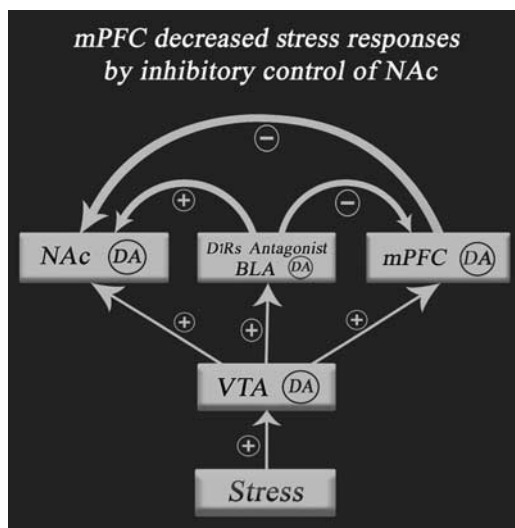 mPFC decreased stress responses
by inhibitory control of NAc
−
+
−
NAc DA
D1Rs Antagonist
BLA DA
mPFC DA
+
+
+
VTA DA
+
Stress